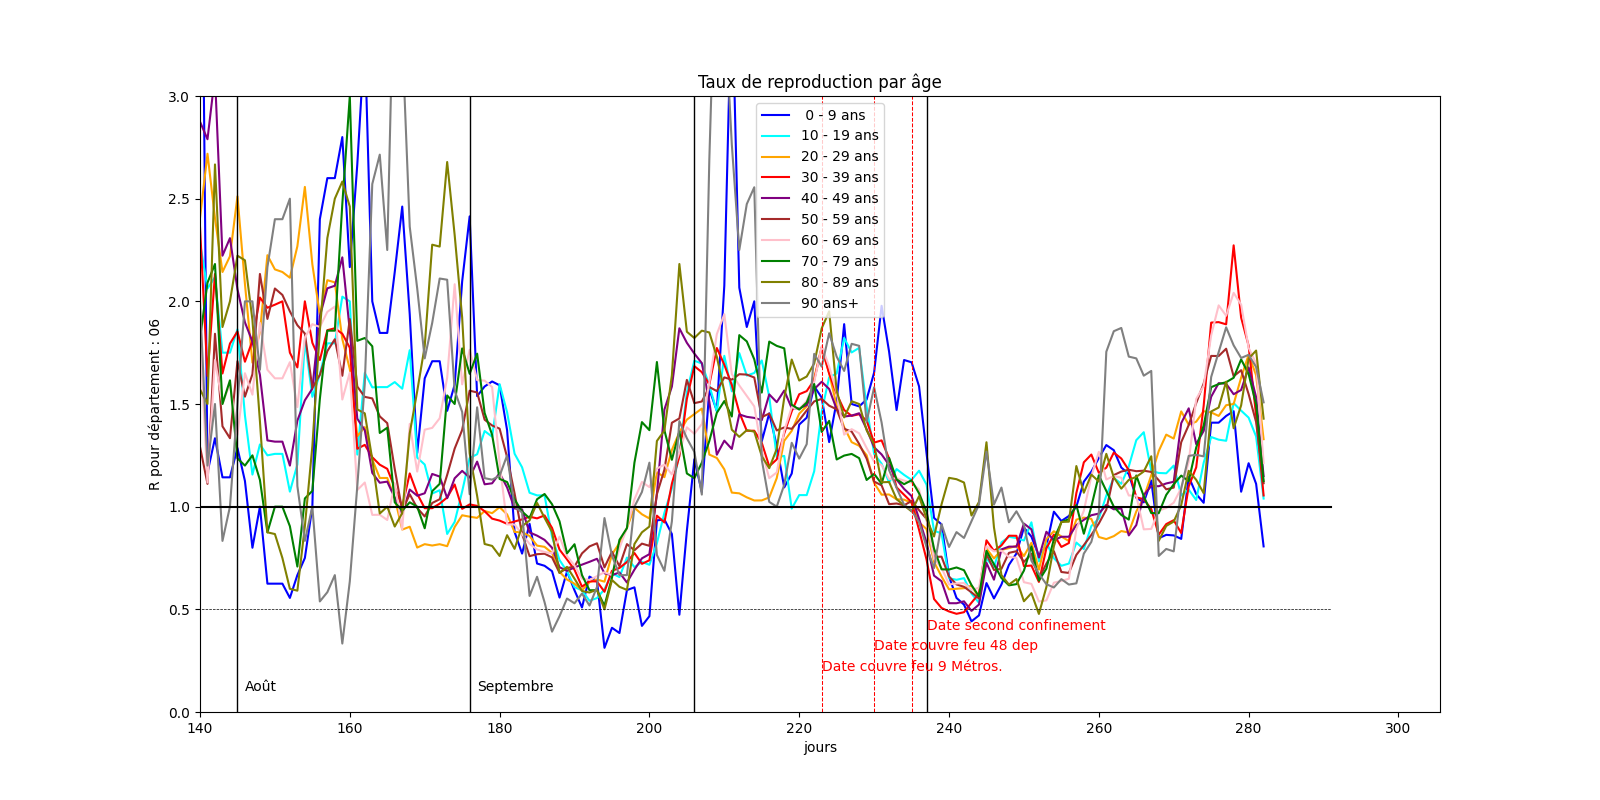 Taux de reproduction par âge
R pour département : 06
3.0
2.5
2.0
1.5
1.0
0.5
0.0
0 - 9 ans
10 - 19 ans
20 - 29 ans
30 - 39 ans
40 - 49 ans
50 - 59 ans
60 - 69 ans
70 - 79 ans
80 - 89 ans
90 ans+
Date second confinement
Date couvre feu 48 dep
Date couvre feu 9 Métros.
Août
Septembre
140 160 180 200 220 240 260 280 300
jours